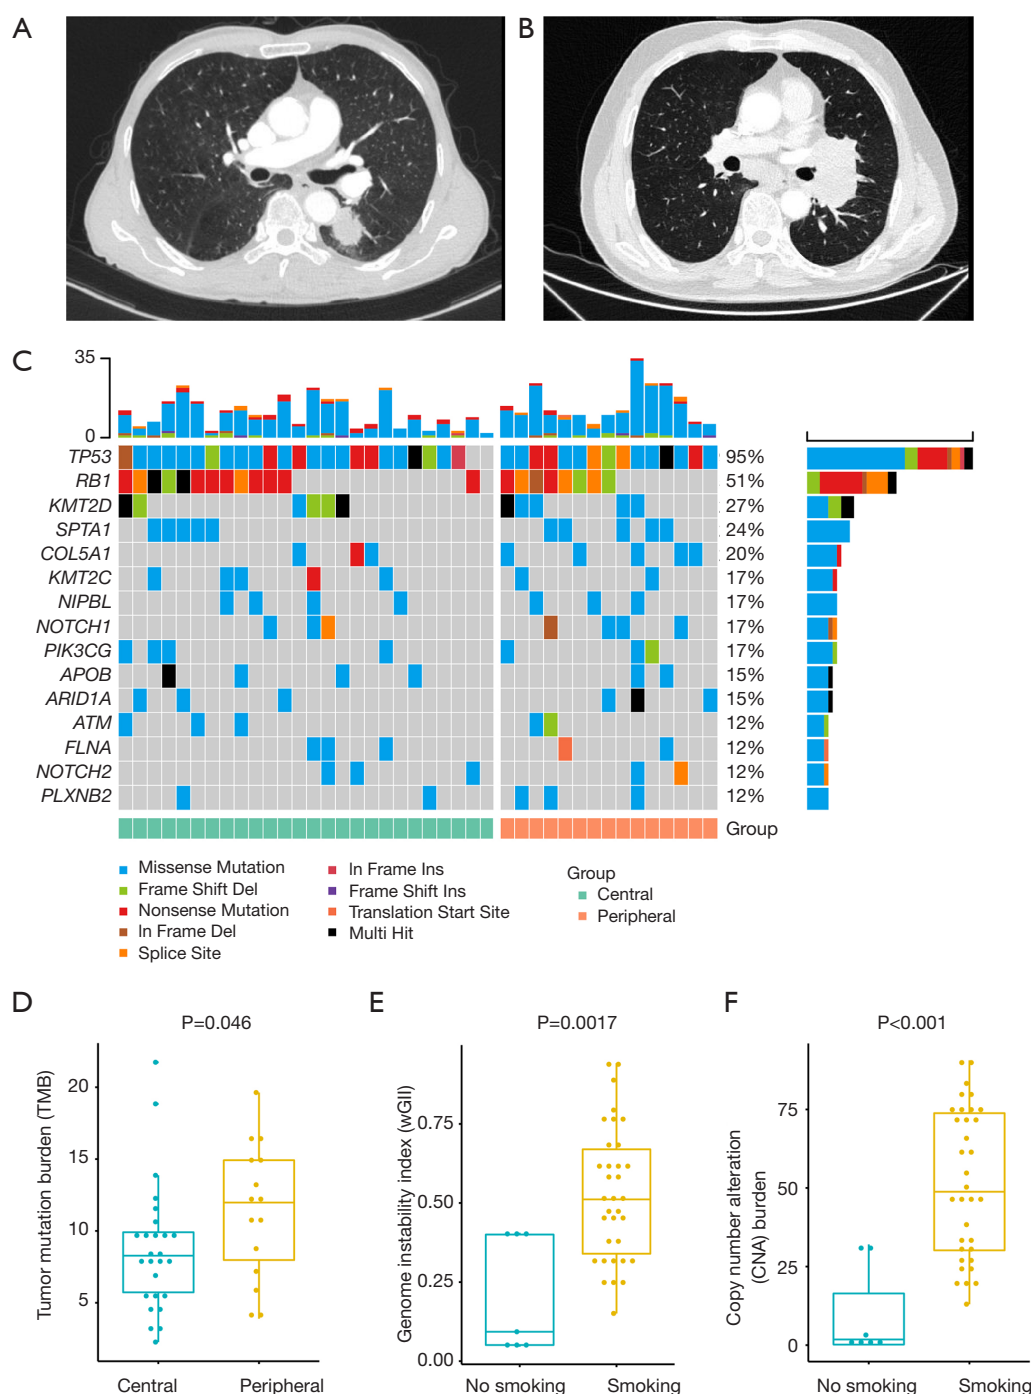 A
B
C
35
0
TP53 95%
RB1 51%
KMT2D 27%
SPTA1 24%
COL5A1 20%
KMT2C 17%
NIPBL 17%
NOTCH1 17%
PIK3CG 17%
APOB 15%
ARID1A 15%
ATM 12%
FLNA 12%
NOTCH2 12%
PLXNB2 12%
Group
Missense Mutation
Frame Shift Del
Nonsense Mutation
In Frame Del
Splice Site
In Frame Ins
Frame Shift Ins
Translation Start Site
Multi Hit
Group
Central
Peripheral
D
P=0.046
Tumor mutation burden (TMB)
20
15
10
5
Central Peripheral
E
P=0.0017
Genome instability index (wGII)
0.75
0.50
0.25
0.00
No smoking Smoking
F
P<0.001
Copy number alteration
(CNA) burden
75
50
25
0
No smoking Smoking